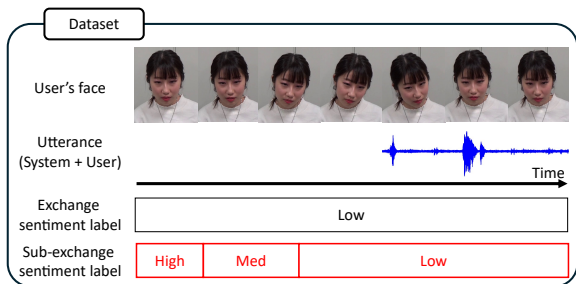 Dataset
User's face
Utterance
(System + User)
Time
Exchange
sentiment label
Low
Sub-exchange
sentiment label
High Med Low